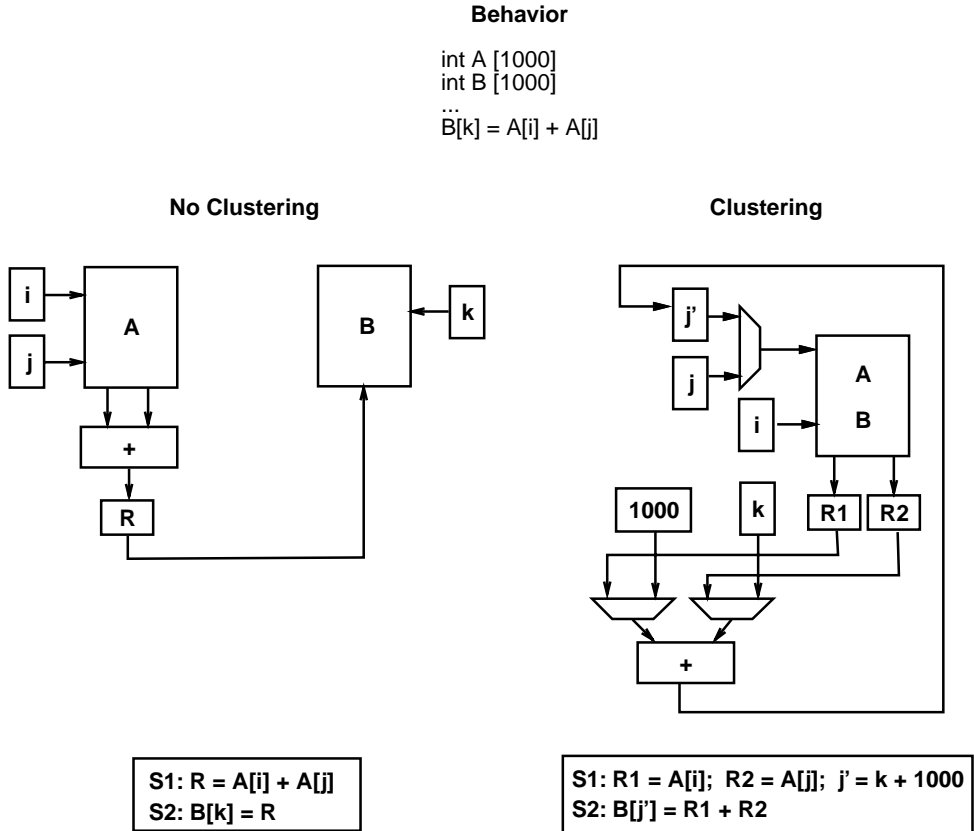 Behavior
int A [1000]
int B [1000]
...
B[k] = A[i] + A[j]
No Clustering
i
j
A
+
R
B
k
S1: R = A[i] + A[j]
S2: B[k] = R
Clustering
j'
j
i
A
B
1000
k
R1
R2
+
S1: R1 = A[i]; R2 = A[j]; j' = k + 1000
S2: B[j'] = R1 + R2